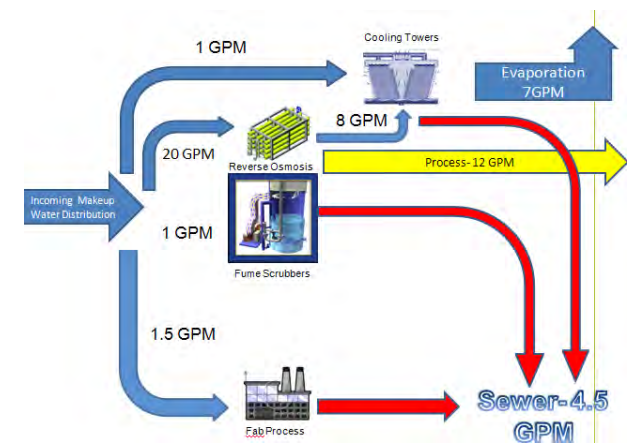 1 GPM
Cooling Towers
Evaporation
7GPM
8 GPM
20 GPM
Reverse Osmosis
Process- 12 GPM
Incoming Makeup
Water Distribution
1 GPM
Fume Scrubbers
1.5 GPM
Sewer- 4.5
GPM
Fab Process